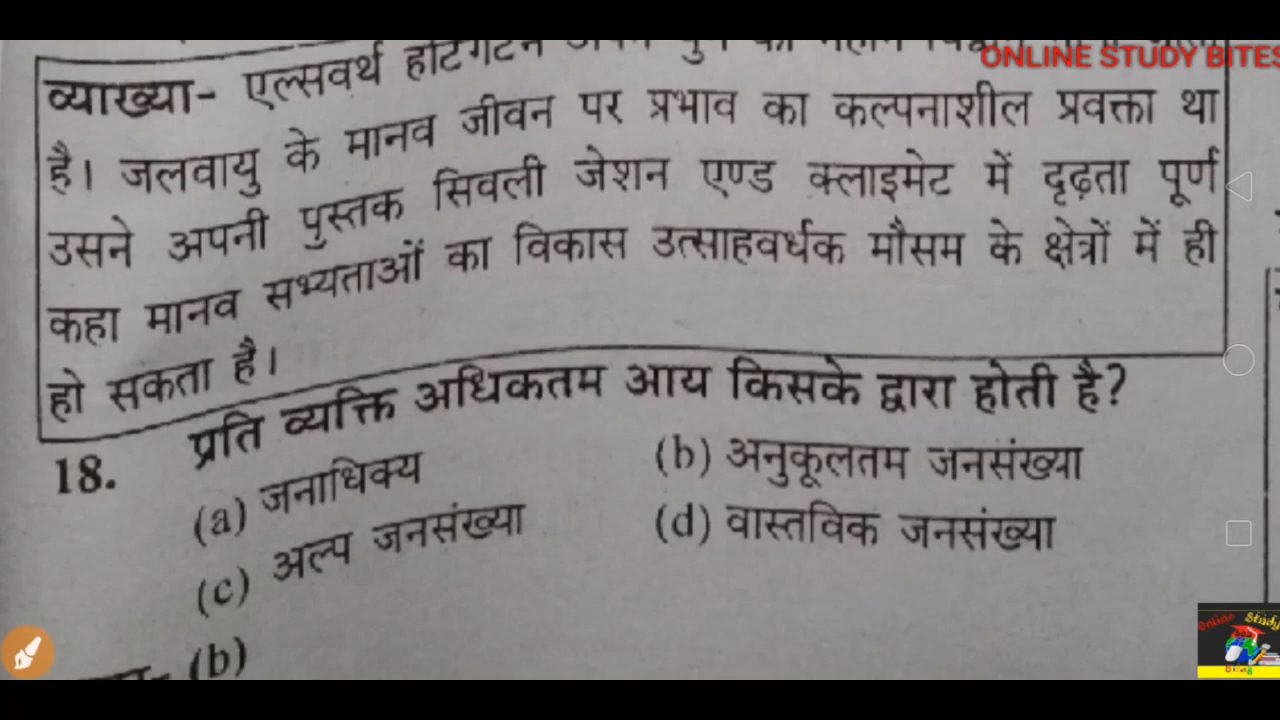 ONLINE STUDY BITES
व्याख्या- एल्सवर्थ हंटिंगटन
है। जलवायु के मानव जीवन पर प्रभाव का कल्पनाशील प्रवक्ता था
उसने अपनी पुस्तक सिवली जेशन एण्ड क्लाइमेट में दृढ़ता पूर्ण
कहा मानव सभ्यताओं का विकास उत्साहवर्धक मौसम के क्षेत्रों में ही
हो सकता है।
18. प्रति व्यक्ति अधिकतम आय किसके द्वारा होती है?
(a) जनाधिक्य (b) अनुकूलतम जनसंख्या
(c) अल्प जनसंख्या (d) वास्तविक जनसंख्या
(b)
Online Study